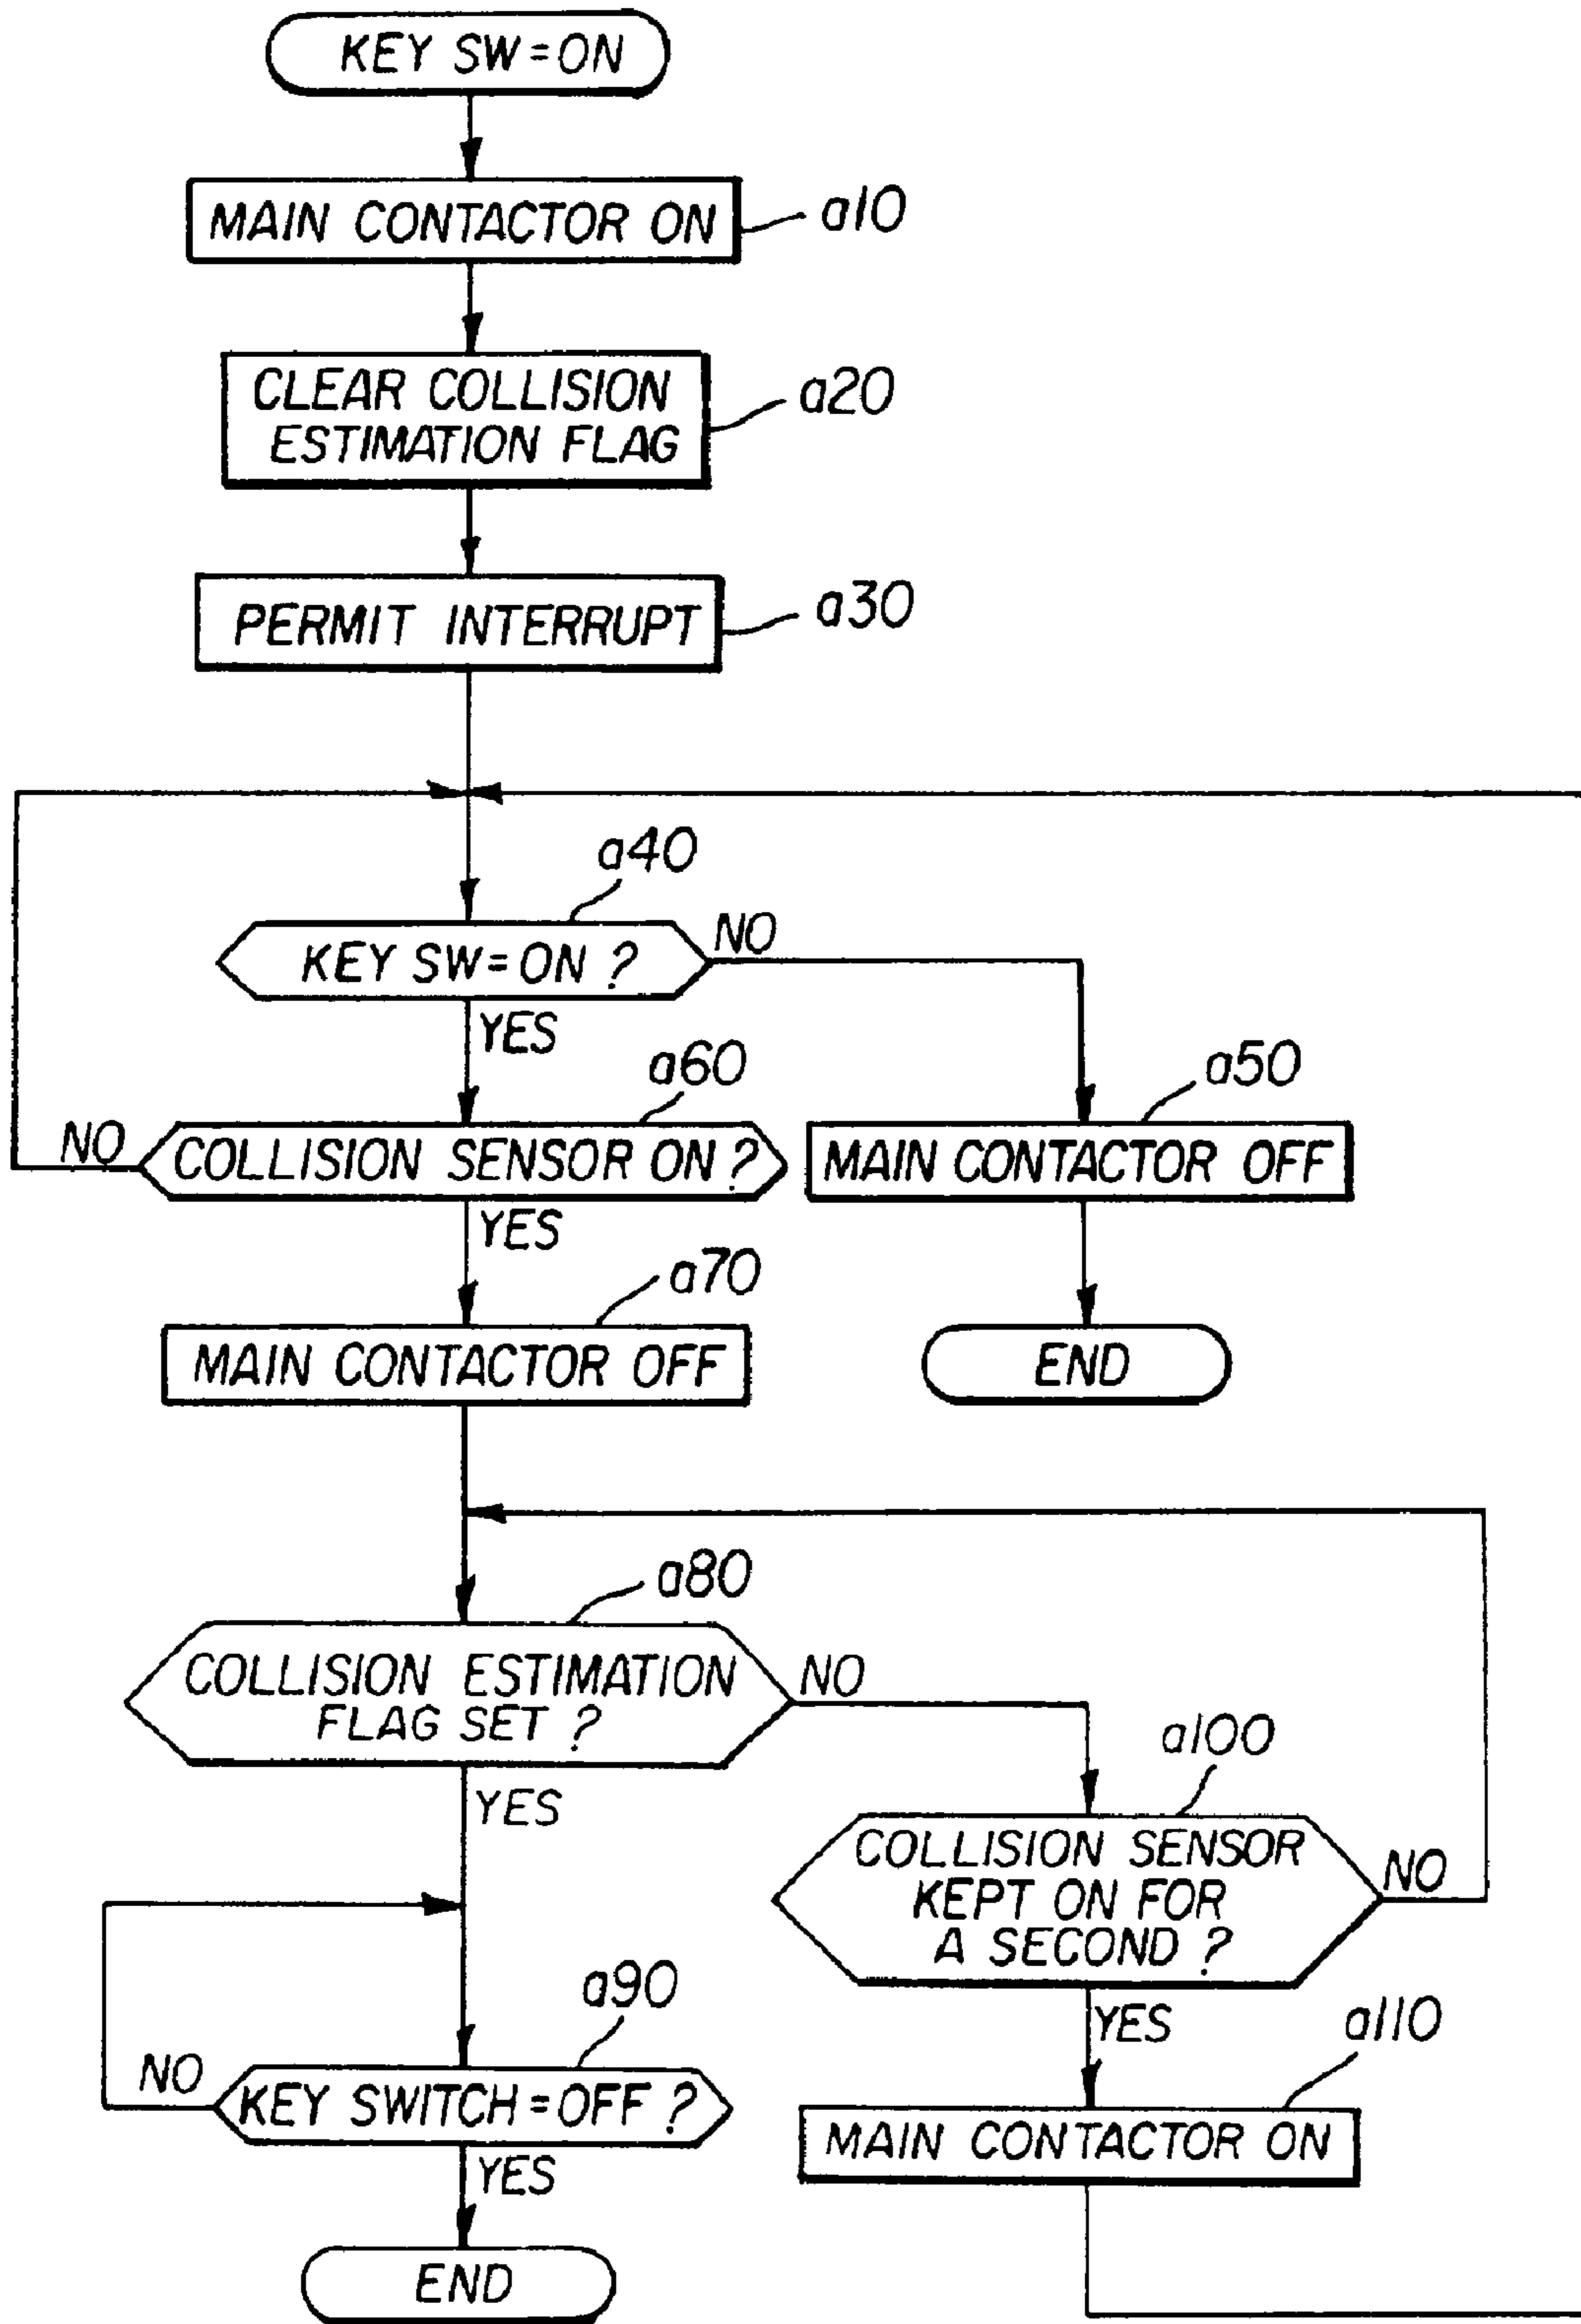 KEY SW=ON
MAIN CONTACTOR ON
a10
CLEAR COLLISION
ESTIMATION FLAG
a20
PERMIT INTERRUPT
a30
a40
KEY SW=ON ?
NO
YES
a60
a50
NO
COLLISION SENSOR ON ?
MAIN CONTACTOR OFF
YES
a70
MAIN CONTACTOR OFF
END
a80
COLLISION ESTIMATION
FLAG SET ?
NO
a100
YES
COLLISION SENSOR
KEPT ON FOR
A SECOND ?
NO
a90
YES
a110
NO
KEY SWITCH=OFF ?
MAIN CONTACTOR ON
YES
END